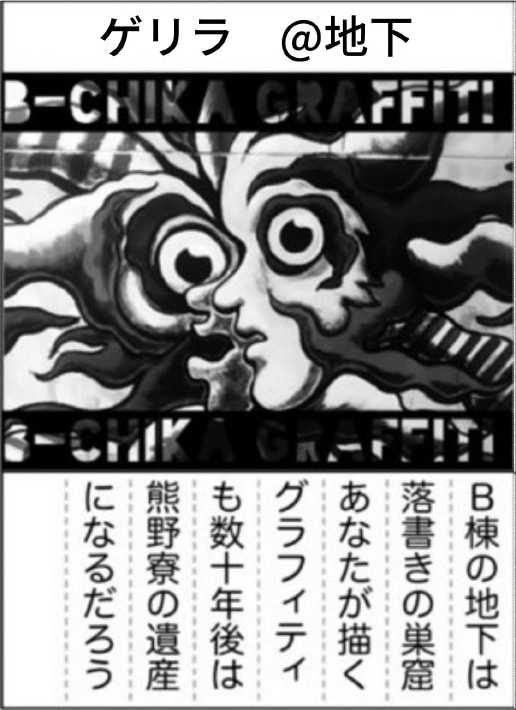 ゲリラ　@地下
B-CHIKA GRAFFITI
B-CHIKA GRAFFITI
B棟の地下は
落書きの巣窟
あなたが描く
グラフィティ
も数十年後は
熊野寮の遺産
になるだろう